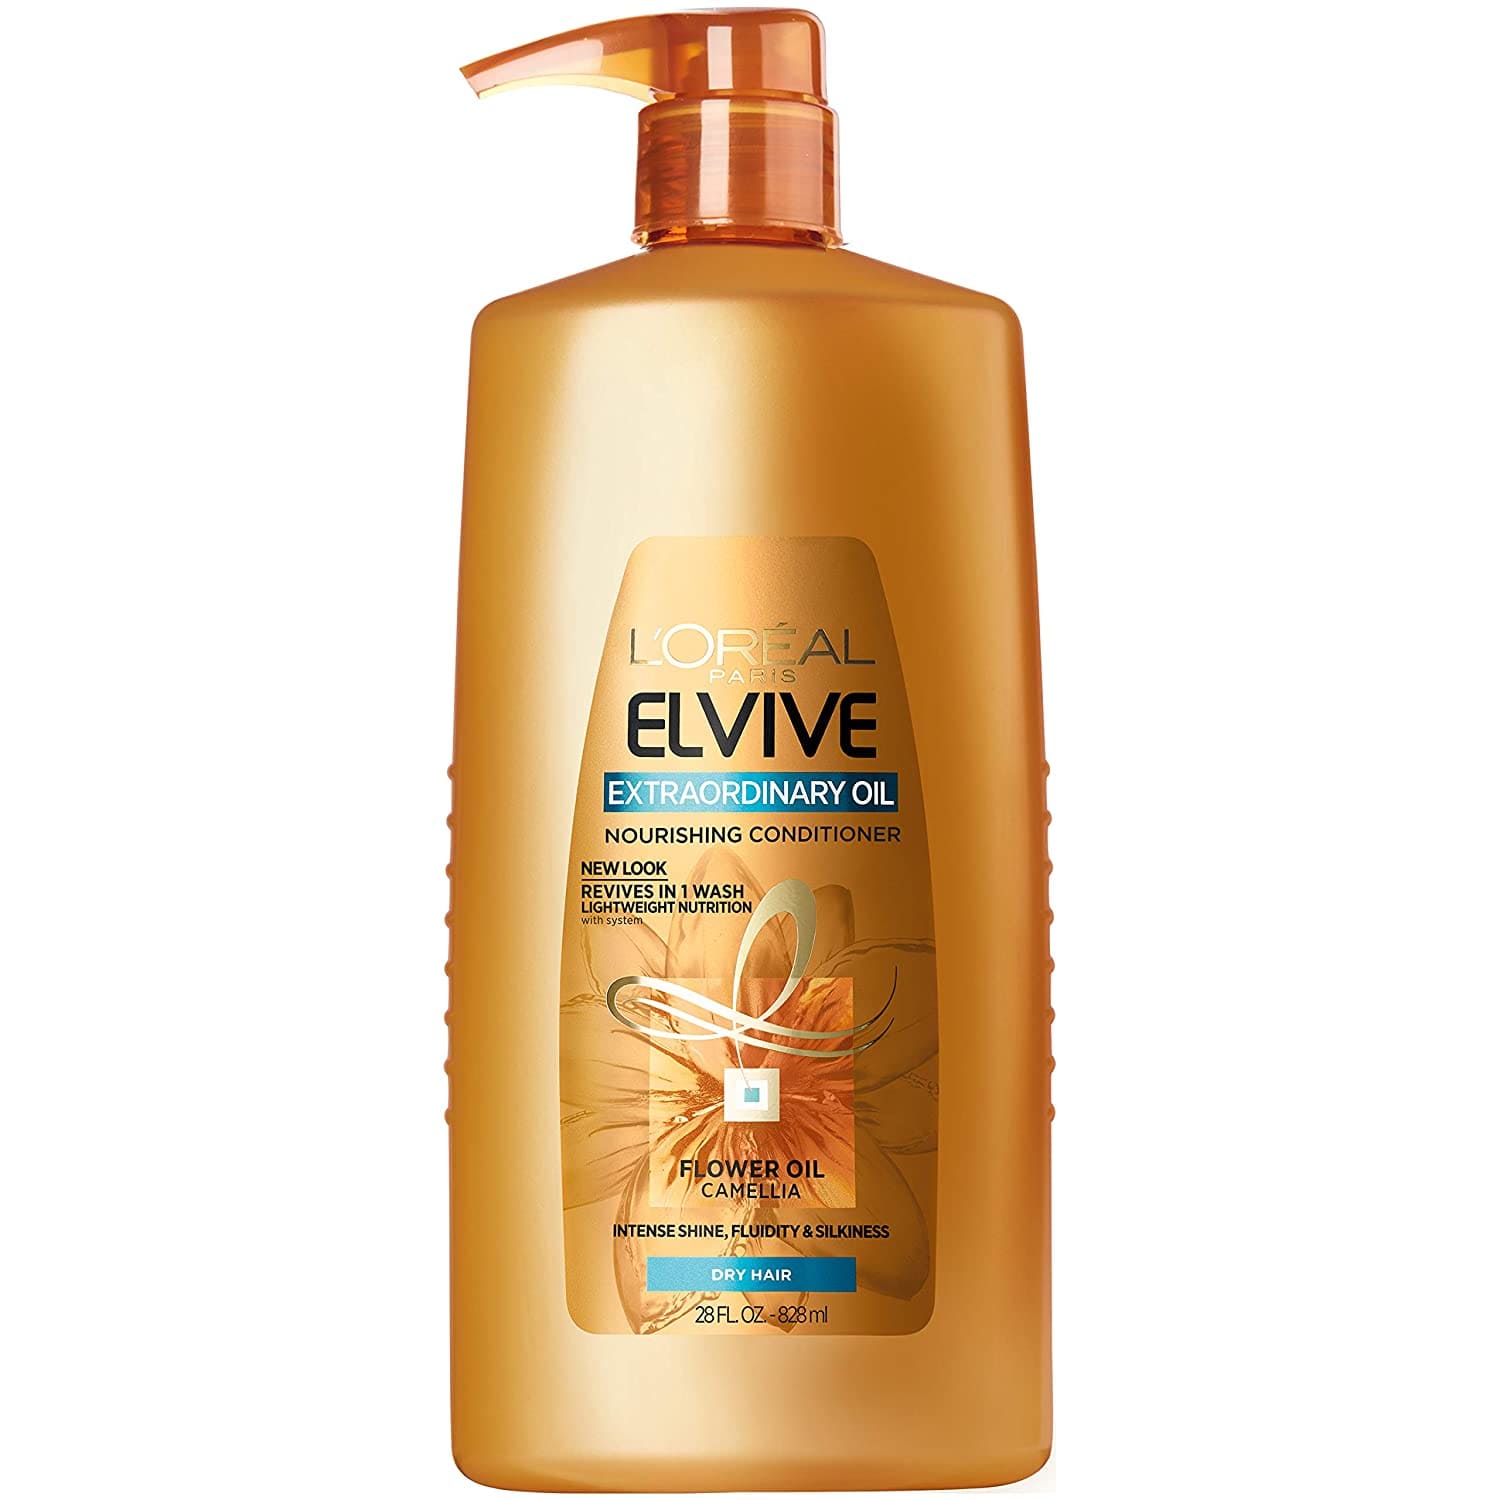 L'ORÉAL
PARIS
ELVIVE
EXTRAORDINARY OIL
NOURISHING CONDITIONER
NEW LOOK
REVIVES IN 1 WASH
LIGHTWEIGHT NUTRITION
with system
FLOWER OIL
CAMELLIA
INTENSE SHINE, FLUIDITY & SILKINESS
DRY HAIR
28 FL. OZ. - 828 ml